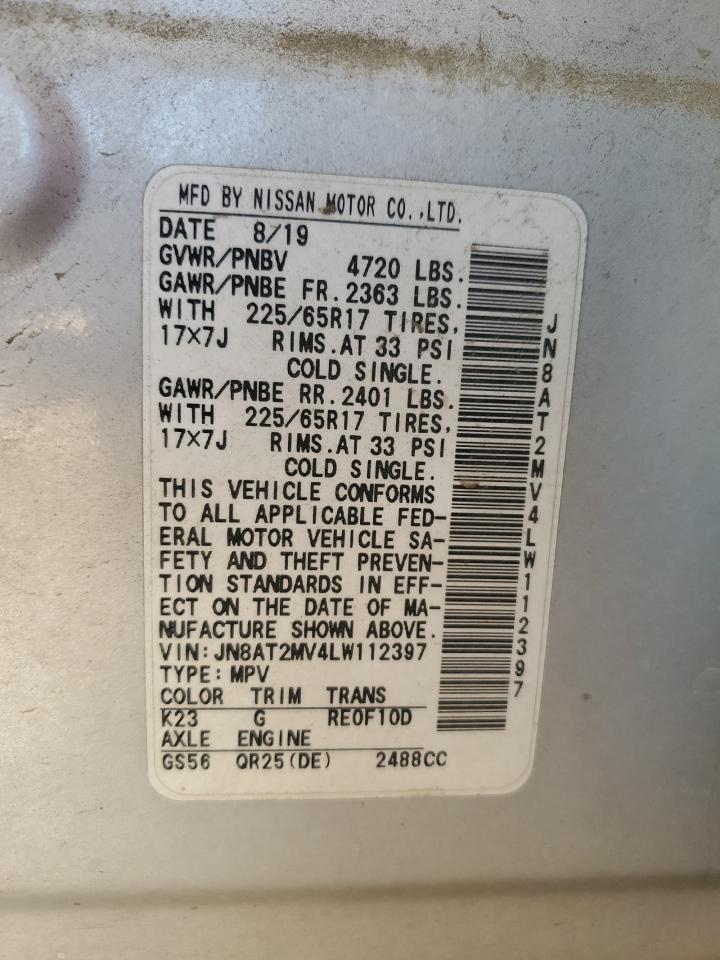 MFD BY NISSAN MOTOR CO.,LTD.
DATE 8/19
GVWR/PNBV 4720 LBS.
GAWR/PNBE FR.2363 LBS.
WITH 225/65R17 TIRES,
17×7J RIMS.AT 33 PSI
COLD SINGLE.
GAWR/PNBE RR.2401 LBS.
WITH 225/65R17 TIRES,
17×7J RIMS.AT 33 PSI
COLD SINGLE.
THIS VEHICLE CONFORMS
TO ALL APPLICABLE FED-
ERAL MOTOR VEHICLE SA-
FETY AND THEFT PREVEN-
TION STANDARDS IN EFF-
ECT ON THE DATE OF MA-
NUFACTURE SHOWN ABOVE.
VIN:JN8AT2MV4LW112397
TYPE:MPV
COLOR TRIM TRANS
K23 G RE0F10D
AXLE ENGINE
GS56 QR25(DE) 2488CC
JN8AT2MV4LW112397